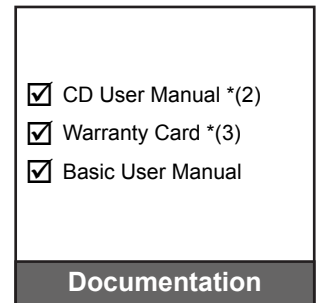 ☑ CD User Manual *(2)
☑ Warranty Card *(3)
☑ Basic User Manual
Documentation